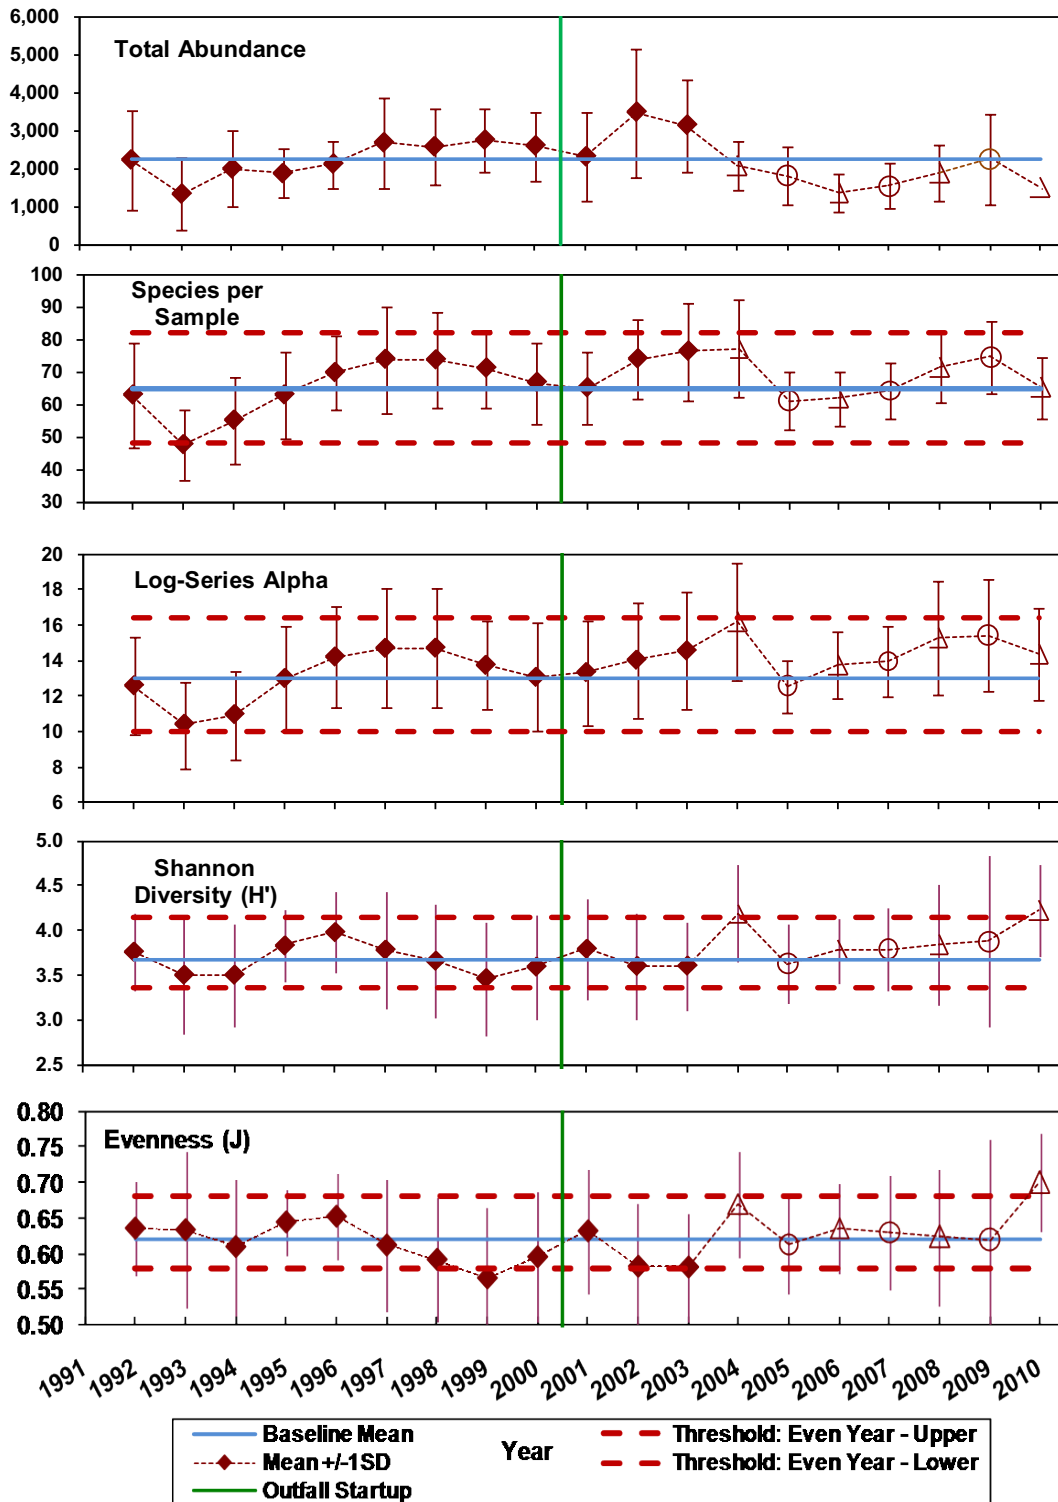 6,000
5,000
4,000
3,000
2,000
1,000
0
Total Abundance
100
90
80
70
60
50
40
30
Species per
Sample
20
18
16
14
12
10
8
6
Log-Series Alpha
5.0
4.5
4.0
3.5
3.0
2.5
Shannon
Diversity (H')
0.80
0.75
0.70
0.65
0.60
0.55
0.50
Evenness (J)
1991 1992 1993 1994 1995 1996 1997 1998 1999 2000 2001 2002 2003 2004 2005 2006 2007 2008 2009 2010
Year
Baseline Mean
Mean +/-1SD
Outfall Startup
Threshold: Even Year - Upper
Threshold: Even Year - Lower